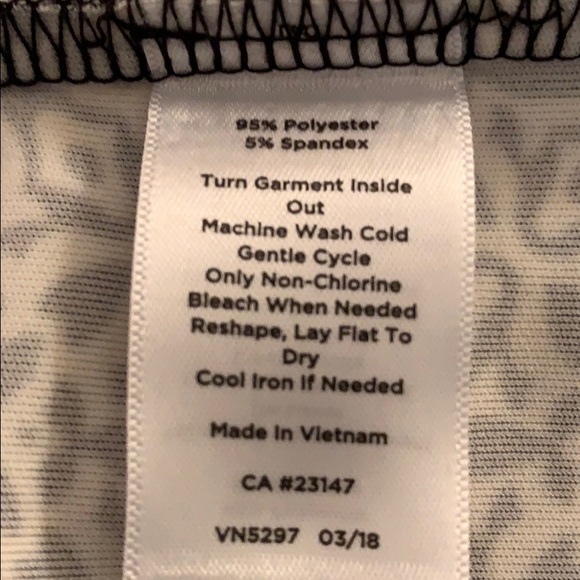 95% Polyester
5% Spandex
Turn Garment Inside
Out
Machine Wash Cold
Gentle Cycle
Only Non-Chlorine
Bleach When Needed
Reshape, Lay Flat To
Dry
Cool Iron If Needed
Made In Vietnam
CA #23147
VN5297 03/18